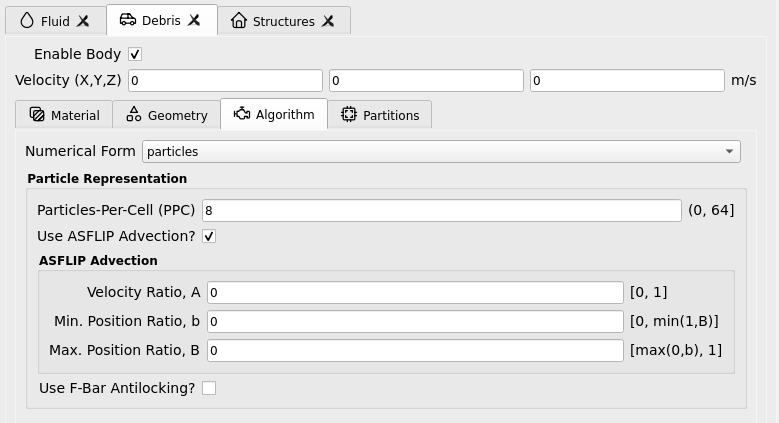 Fluid Debris Structures
Enable Body
Velocity (X,Y,Z) 0 0 0 m/s
Material Geometry Algorithm Partitions
Numerical Form particles
Particle Representation
Particles-Per-Cell (PPC) 8 (0, 64]
Use ASFLIP Advection?
ASFLIP Advection
Velocity Ratio, A 0 [0, 1]
Min. Position Ratio, b 0 [0, min(1,B)]
Max. Position Ratio, B 0 [max(0,b), 1]
Use F-Bar Antilocking?